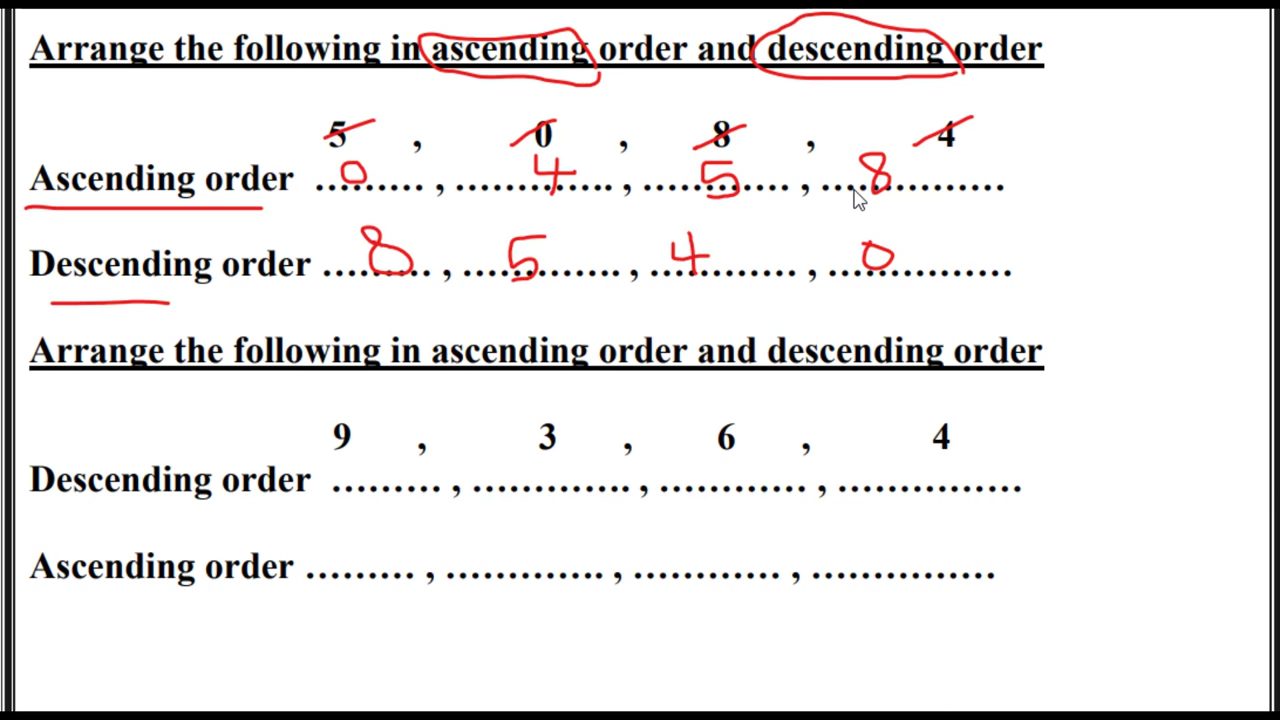 Arrange the following in ascending order and descending order
5 , 0 , 8 , 4
Ascending order ...0...... , .......4...... , .......5..... , ....8...........
Descending order ....8..... , .....5........ , ...4......... , ...0............
Arrange the following in ascending order and descending order
9 , 3 , 6 , 4
Descending order ......... , ............. , ............ , ...............
Ascending order ......... , ............. , ............ , ...............